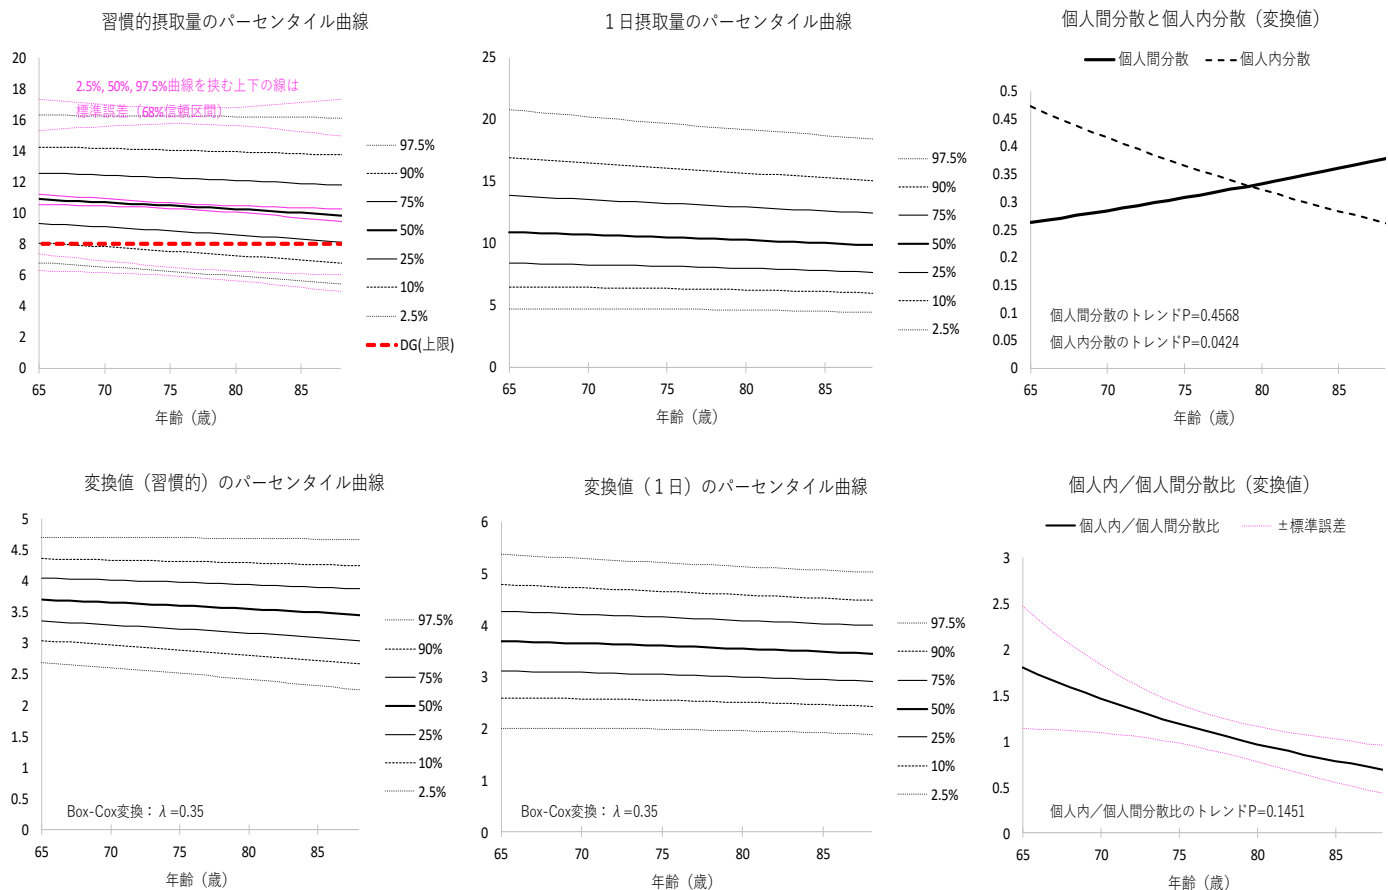 習慣的摂取量のパーセンタイル曲線
20
18
16
14
12
10
8
6
4
2
0
2.5%, 50%, 97.5%曲線を挟む上下の線は
標準誤差（68%信頼区間）
97.5%
90%
75%
50%
25%
10%
2.5%
DG(上限)
65 70 75 80 85
年齢（歳）
１日摂取量のパーセンタイル曲線
25
20
15
10
5
0
97.5%
90%
75%
50%
25%
10%
2.5%
65 70 75 80 85
年齢（歳）
個人間分散と個人内分散（変換値）
個人間分散 個人内分散
0.5
0.45
0.4
0.35
0.3
0.25
0.2
0.15
0.1
0.05
0
個人間分散のトレンドP=0.4568
個人内分散のトレンドP=0.0424
65 70 75 80 85
年齢（歳）
変換値（習慣的）のパーセンタイル曲線
5
4.5
4
3.5
3
2.5
2
1.5
1
0.5
0
97.5%
90%
75%
50%
25%
10%
2.5%
Box-Cox変換：λ=0.35
65 70 75 80 85
年齢（歳）
変換値（１日）のパーセンタイル曲線
6
5
4
3
2
1
0
97.5%
90%
75%
50%
25%
10%
2.5%
Box-Cox変換：λ=0.35
65 70 75 80 85
年齢（歳）
個人内／個人間分散比（変換値）
個人内／個人間分散比 ±標準誤差
3
2.5
2
1.5
1
0.5
0
個人内／個人間分散比のトレンドP=0.1451
65 70 75 80 85
年齢（歳）